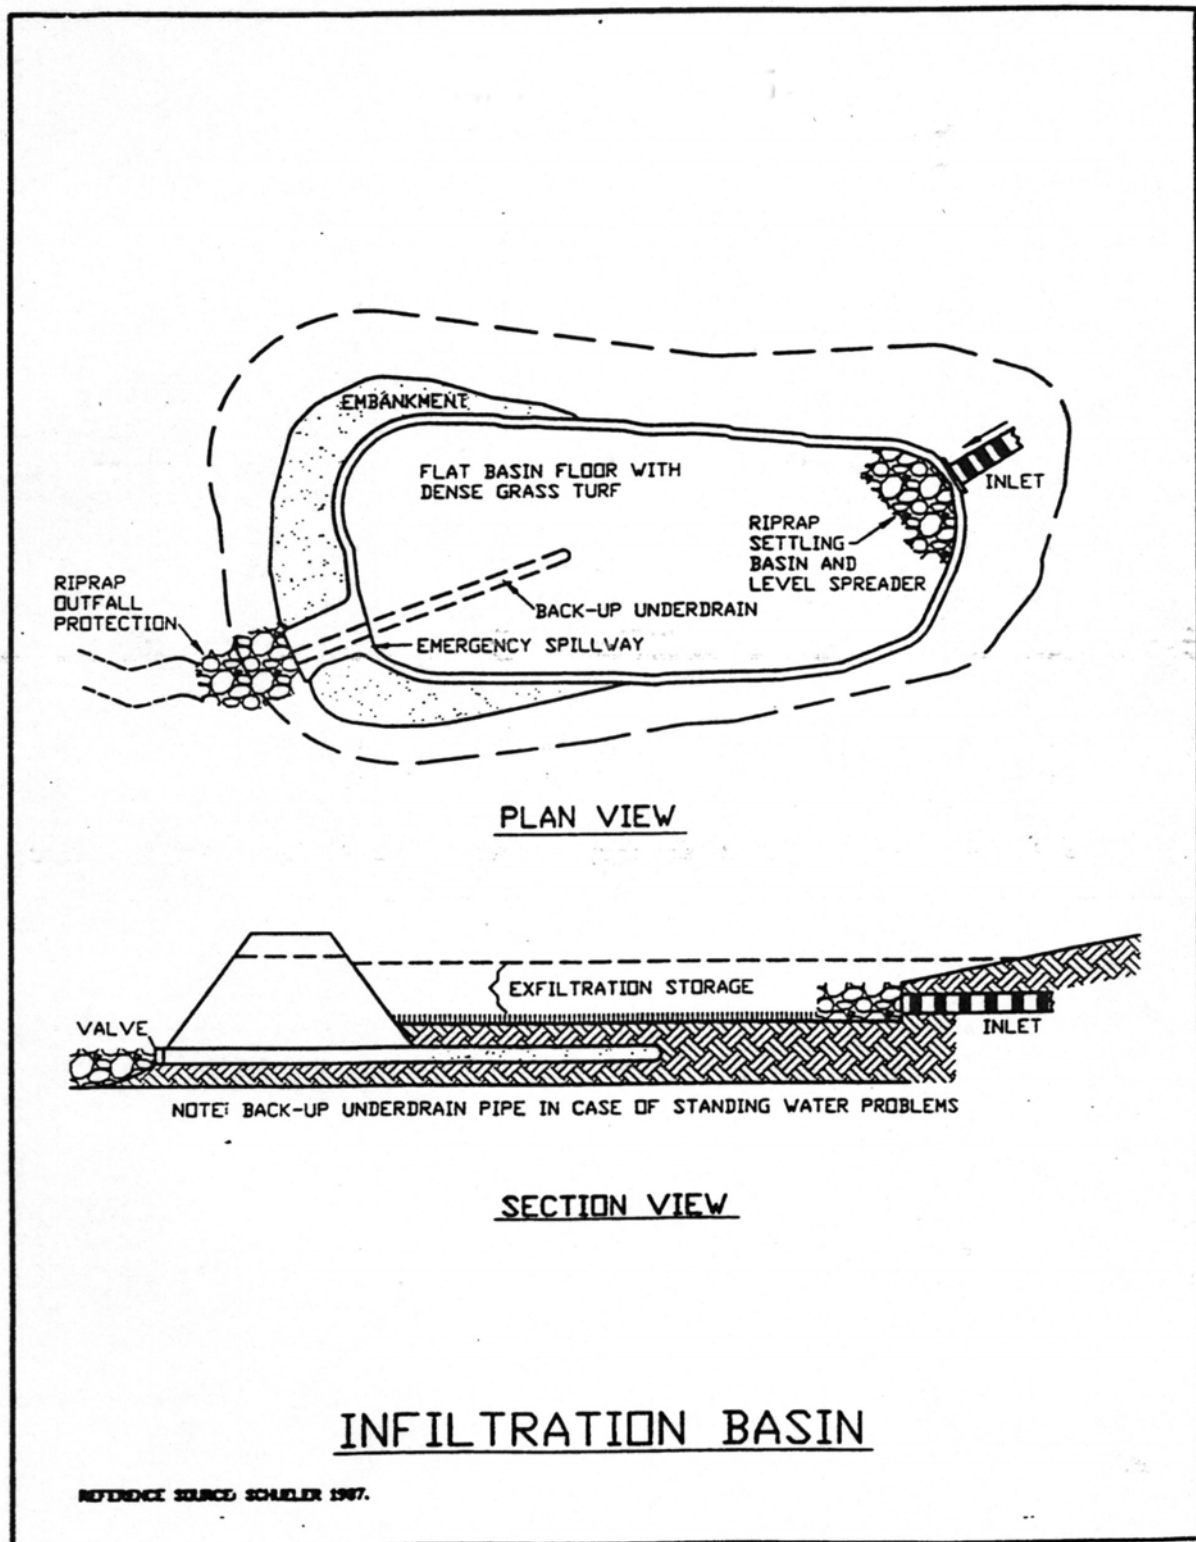 EMBANKMENT
FLAT BASIN FLOOR WITH
DENSE GRASS TURF
INLET
RIPRAP
SETTLING
BASIN AND
LEVEL SPREADER
RIPRAP
OUTFALL
PROTECTION
BACK-UP UNDERDRAIN
EMERGENCY SPILLWAY
PLAN VIEW
EXFILTRATION STORAGE
VALVE
INLET
NOTE: BACK-UP UNDERDRAIN PIPE IN CASE OF STANDING WATER PROBLEMS
SECTION VIEW
INFILTRATION BASIN
REFERENCE SOURCE: SCHUELER 1987.